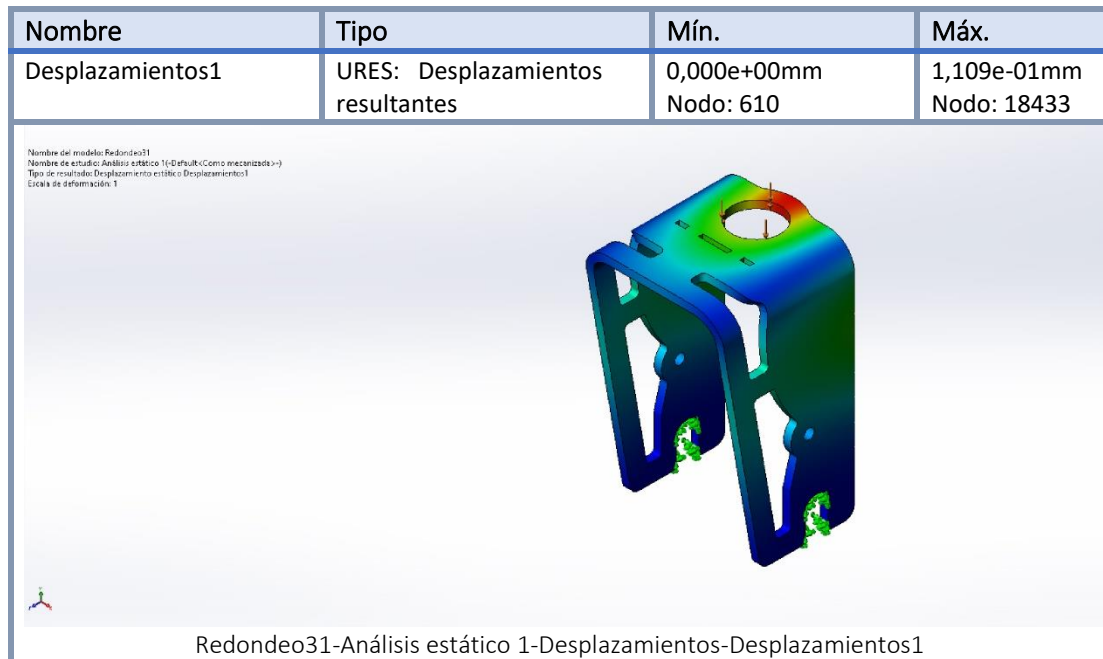 Nombre Tipo Mín. Máx.
Desplazamientos1 URES: Desplazamientos 0,000e+00mm 1,109e-01mm
resultantes Nodo: 610 Nodo: 18433
Nombre del modelo: Redondeo31
Nombre de estudio: Análisis estático 1(-Default<Como mecanizada>-)
Tipo de resultado: Desplazamiento estático Desplazamientos1
Escala de deformación: 1
Redondeo31-Análisis estático 1-Desplazamientos-Desplazamientos1